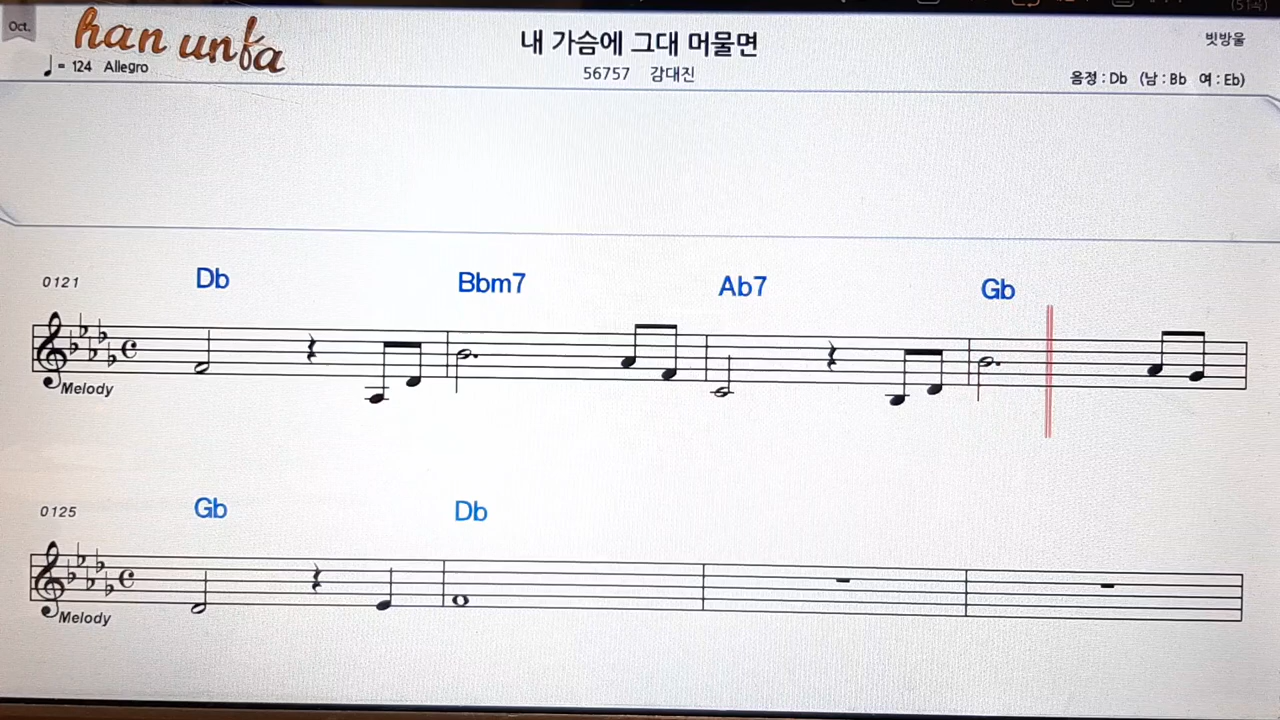 Oct.
han unfa
내 가슴에 그대 머물면
빗방울
♩= 124 Allegro
56757 감대진
음정 : Db (남 : Bb 여 : Eb)
0121
Db Bbm7 Ab7 Gb
Melody
0125
Gb Db
Melody